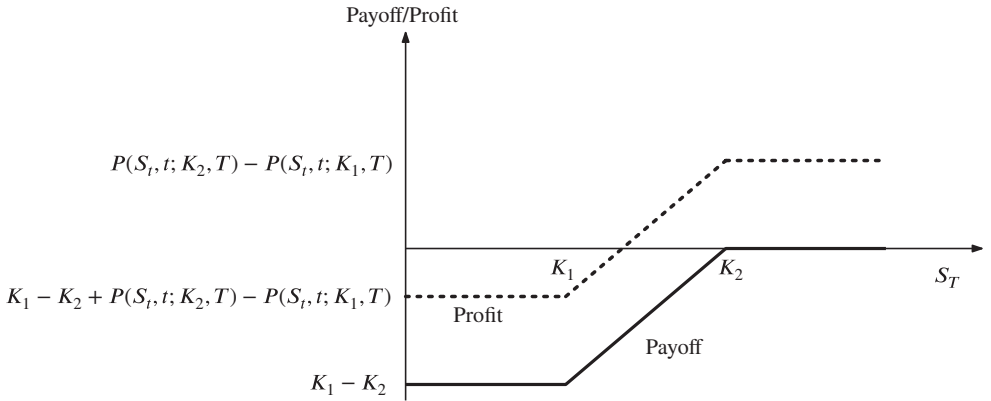 Payoff/Profit
P(S_t, t; K_2, T) − P(S_t, t; K_1, T)
K_1
K_2
S_T
K_1 − K_2 + P(S_t, t; K_2, T) − P(S_t, t; K_1, T)
Profit
Payoff
K_1 − K_2